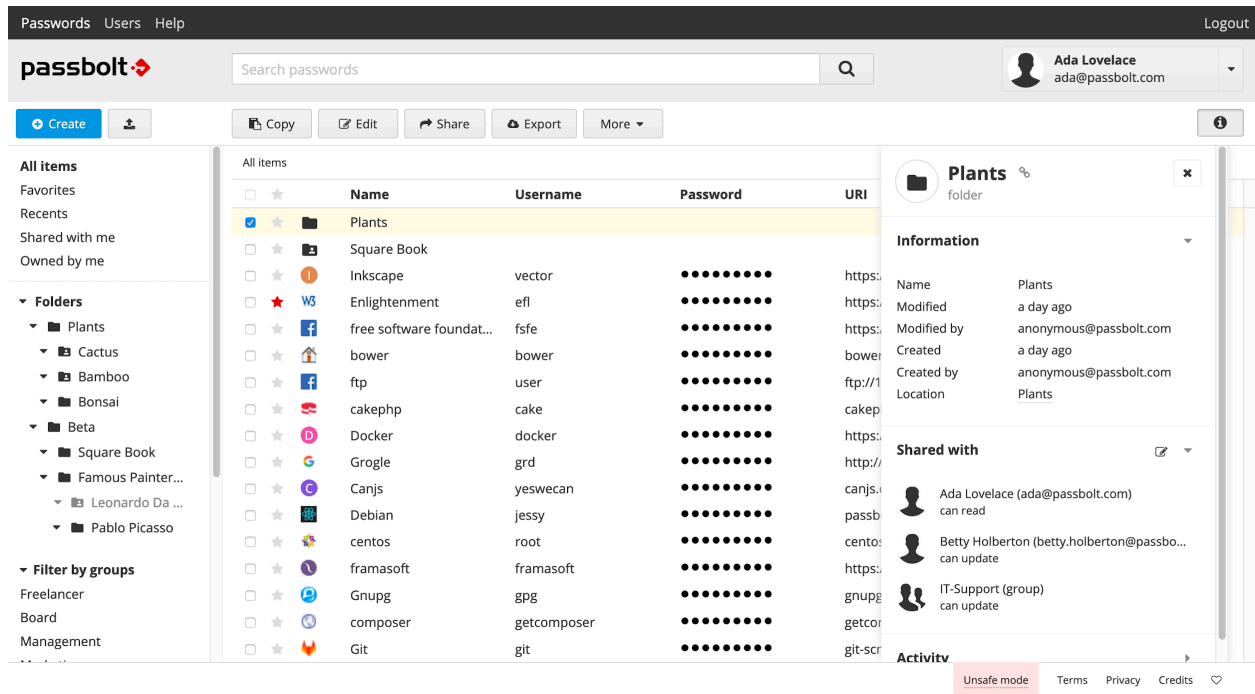 Passwords Users Help Logout
passbolt
Search passwords
Ada Lovelace
ada@passbolt.com
Create Copy Edit Share Export More
All items
Favorites
Recents
Shared with me
Owned by me
Folders
Plants
Cactus
Bamboo
Bonsai
Beta
Square Book
Famous Painter...
Leonardo Da ...
Pablo Picasso
Filter by groups
Freelancer
Board
Management
All items
Name Username Password URI
Plants
Square Book
I Inkscape vector ●●●●●●●●● https:
W3 Enlightenment efl ●●●●●●●●● https:
f free software foundat... fsfe ●●●●●●●●● https:
bower bower ●●●●●●●●● bower
f ftp user ●●●●●●●●● ftp://1
cakephp cake ●●●●●●●●● cakep
D Docker docker ●●●●●●●●● https:
G Grogle grd ●●●●●●●●● http://
C Canjs yeswecan ●●●●●●●●● canjs.
Debian jessy ●●●●●●●●● passb
centos root ●●●●●●●●● centos
framasoft framasoft ●●●●●●●●● https:
Gnupg gpg ●●●●●●●●● gnupg
composer getcomposer ●●●●●●●●● getcor
Git git ●●●●●●●●● git-scr
Plants
folder
Information
Name Plants
Modified a day ago
Modified by anonymous@passbolt.com
Created a day ago
Created by anonymous@passbolt.com
Location Plants
Shared with
Ada Lovelace (ada@passbolt.com)
can read
Betty Holberton (betty.holberton@passbo...
can update
IT-Support (group)
can update
Activity
Unsafe mode Terms Privacy Credits